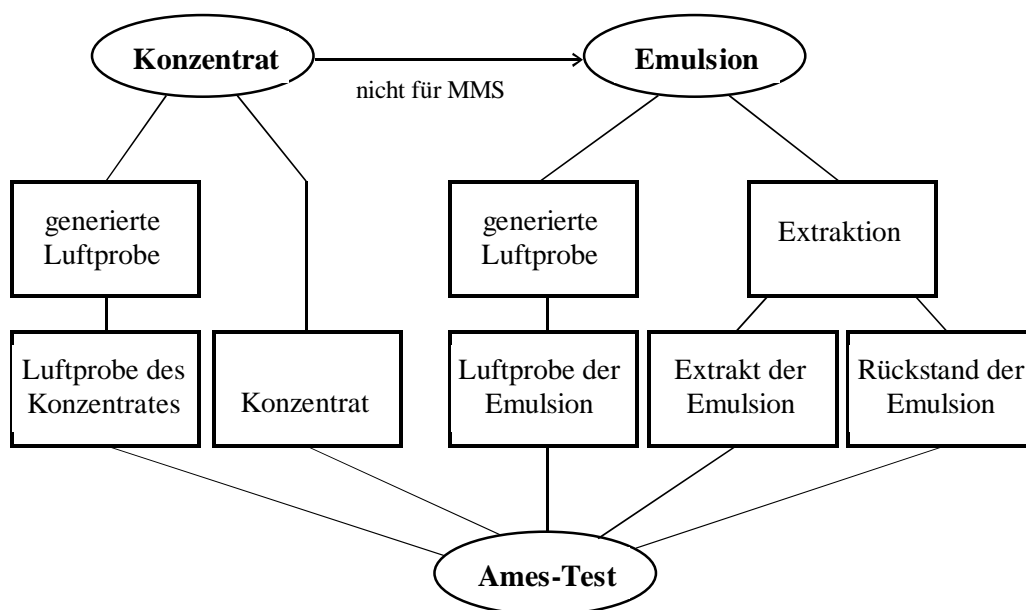 Konzentrat
Emulsion
nicht für MMS
generierte
Luftprobe
generierte
Luftprobe
Extraktion
Luftprobe des
Konzentrates
Konzentrat
Luftprobe der
Emulsion
Extrakt der
Emulsion
Rückstand der
Emulsion
Ames-Test